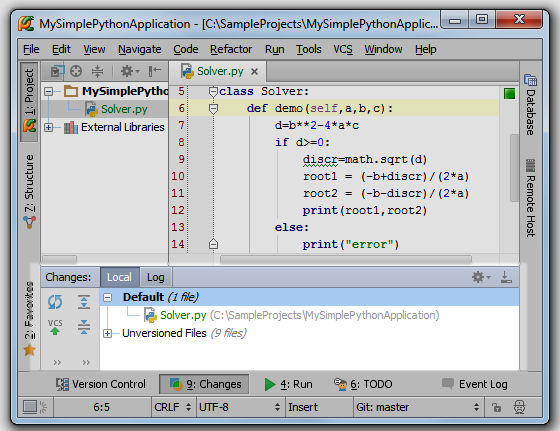 MySimplePythonApplication - [C:\SampleProjects\MySimplePythonApplic...
File Edit View Navigate Code Refactor Run Tools VCS Window Help
Solver.py
1: Project
Z: Structure
2: Favorites
MySimplePytho
Solver.py
External Libraries
5 class Solver:
6 def demo(self,a,b,c):
7 d=b**2-4*a*c
8 if d>=0:
9 discr=math.sqrt(d)
10 root1 = (-b+discr)/(2*a)
11 root2 = (-b-discr)/(2*a)
12 print(root1,root2)
13 else:
14 print("error")
Database
Remote Host
Changes: Local Log
Default (1 file)
Solver.py (C:\SampleProjects\MySimplePythonApplication)
Unversioned Files (9 files)
VCS
>> >>
Version Control 9: Changes 4: Run 6: TODO Event Log
6:5 CRLF UTF-8 Insert Git: master